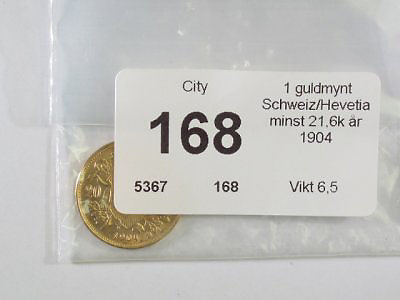 City
168
5367 168
1 guldmynt
Schweiz/Hevetia
minst 21,6k år
1904
Vikt 6,5